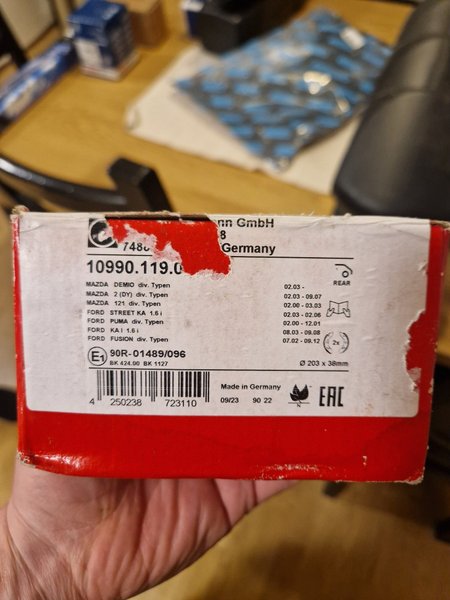 GmbH
8
748
Germany
10990.119.0
REAR
MAZDA DEMIO div. Typen 02.03 -
MAZDA 2 (DY) div. Typen 02.03 - 09.07
MAZDA 121 div. Typen 02.00 - 03.03
FORD STREET KA 1.6 i 02.03 - 02.06
FORD PUMA div. Typen 02.00 - 12.01
FORD KA I 1.6 i 08.03 - 09.08
FORD FUSION div. Typen 07.02 - 09.12
2x
E1 90R-01489/096
BK 424.00 BK 1127
Ø 203 x 38mm
Made in Germany
09/23 90 22
EAC
4 250238 723110